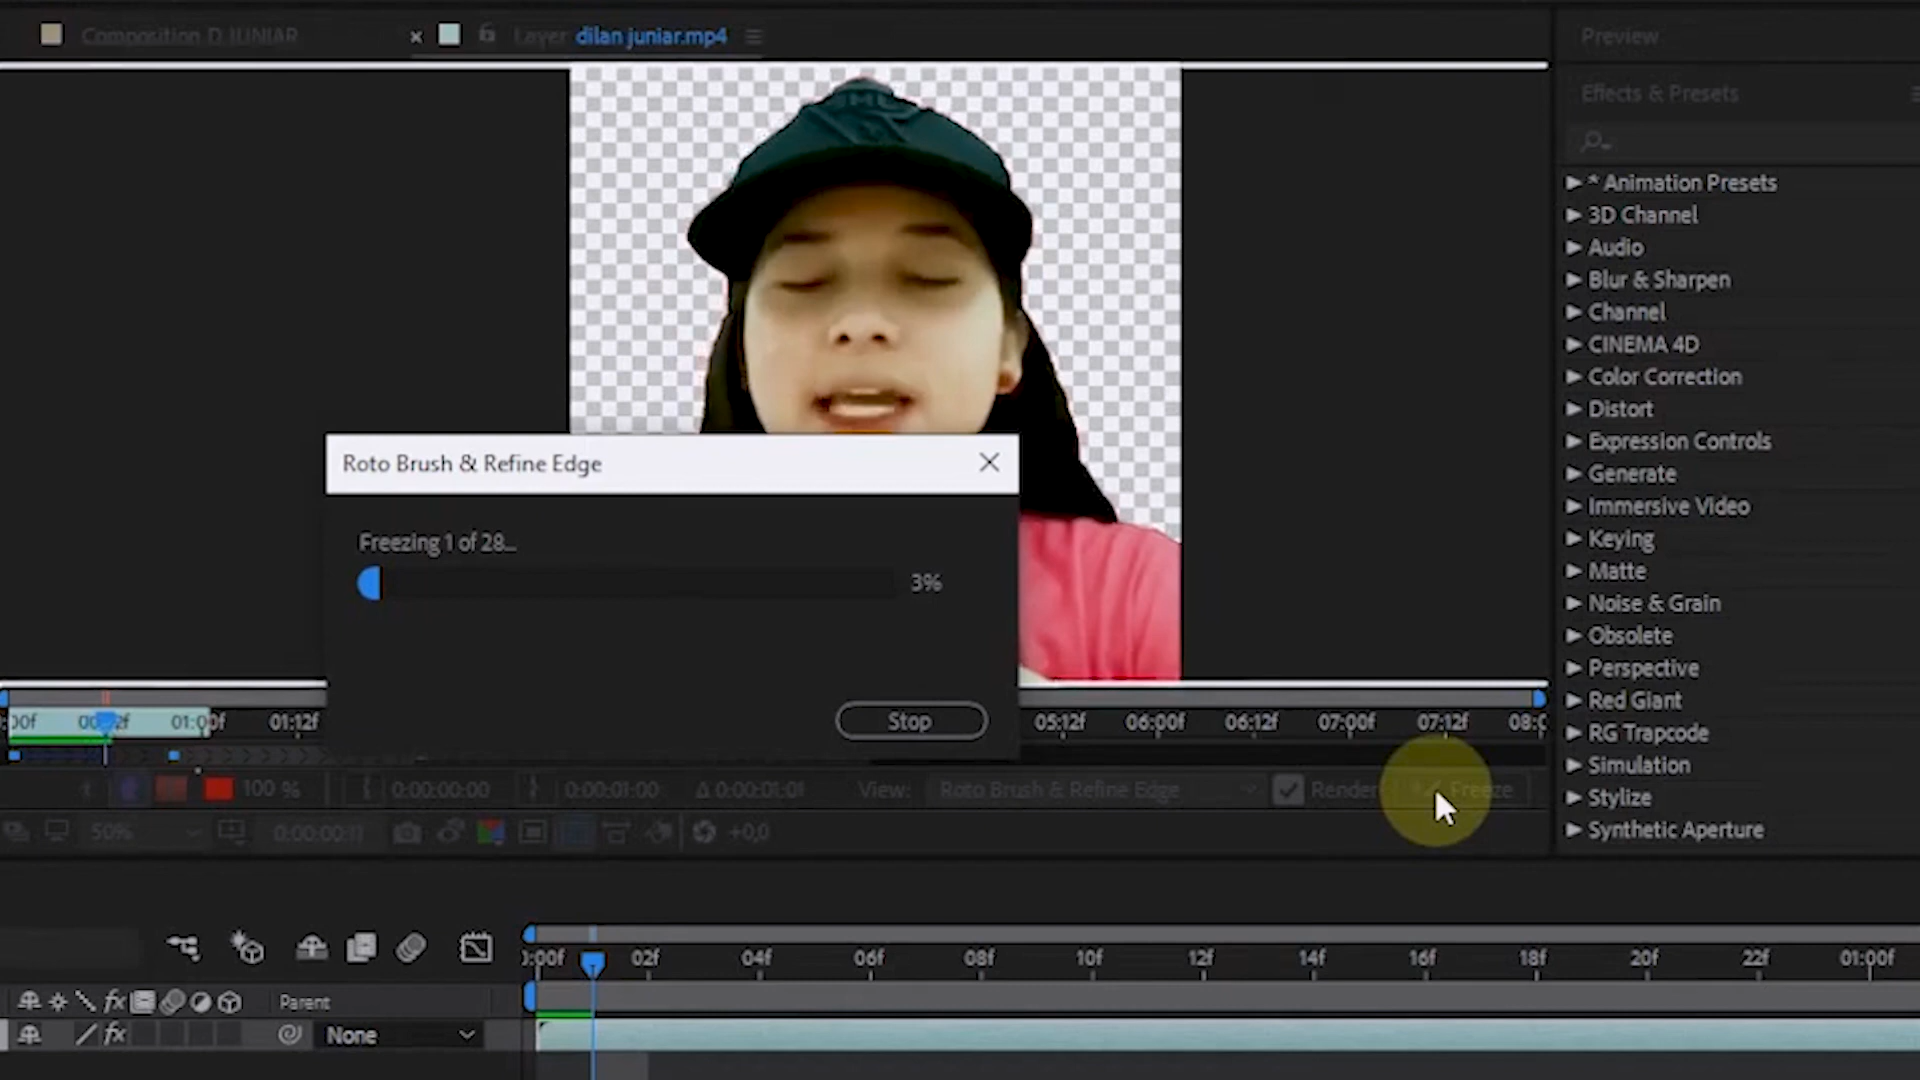 Composition D.JUNIAR
× Layer dilan juniar.mp4
Preview
Effects & Presets
* Animation Presets
3D Channel
Audio
Blur & Sharpen
Channel
CINEMA 4D
Color Correction
Distort
Expression Controls
Generate
Immersive Video
Keying
Matte
Noise & Grain
Obsolete
Perspective
Red Giant
RG Trapcode
Simulation
Stylize
Synthetic Aperture
Roto Brush & Refine Edge
Freezing 1 of 28...
3%
Stop
:00f 00:12f 01:00f 01:12f 05:12f 06:00f 06:12f 07:00f 07:12f 08:0
100 % 0:00:00:00 0:00:01:00 Δ 0:00:01:01 View: Roto Brush & Refine Edge Render Freeze
50% 0:00:00:11 +0,0
):00f 02f 04f 06f 08f 10f 12f 14f 16f 18f 20f 22f 01:00f
fx Parent
fx None